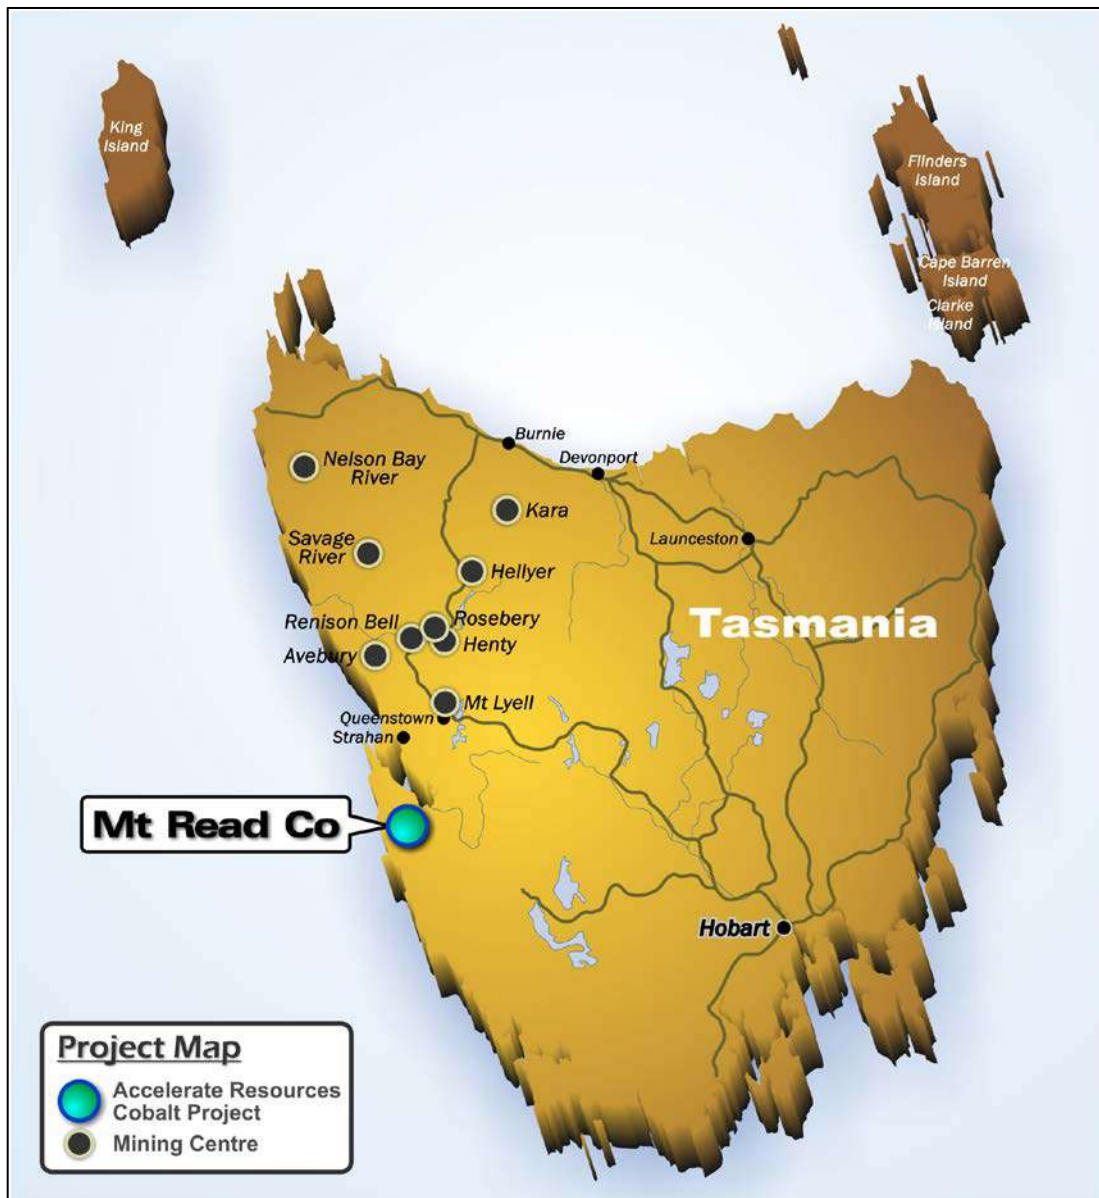 King
Island
Flinders
Island
Cape Barren
Island
Clarke
Island
Burnie
Devonport
Nelson Bay
River
Kara
Savage
River
Launceston
Hellyer
Renison Bell
Rosebery
Tasmania
Avebury
Henty
Mt Lyell
Queenstown
Strahan
Mt Read Co
Hobart
Project Map
Accelerate Resources
Cobalt Project
Mining Centre